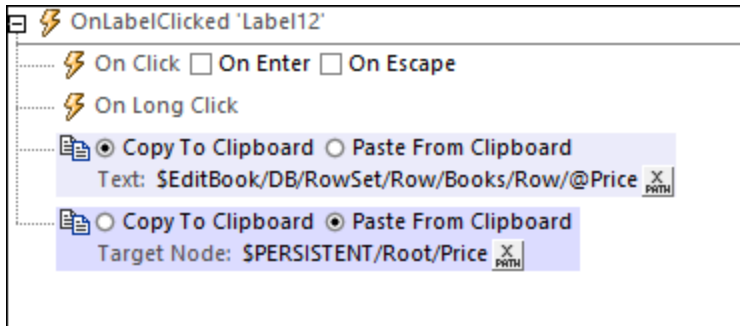 OnLabelClicked 'Label12'
On Click On Enter On Escape
On Long Click
Copy To Clipboard Paste From Clipboard
Text: $EditBook/DB/RowSet/Row/Books/Row/@Price X PATH
Copy To Clipboard Paste From Clipboard
Target Node: $PERSISTENT/Root/Price X PATH